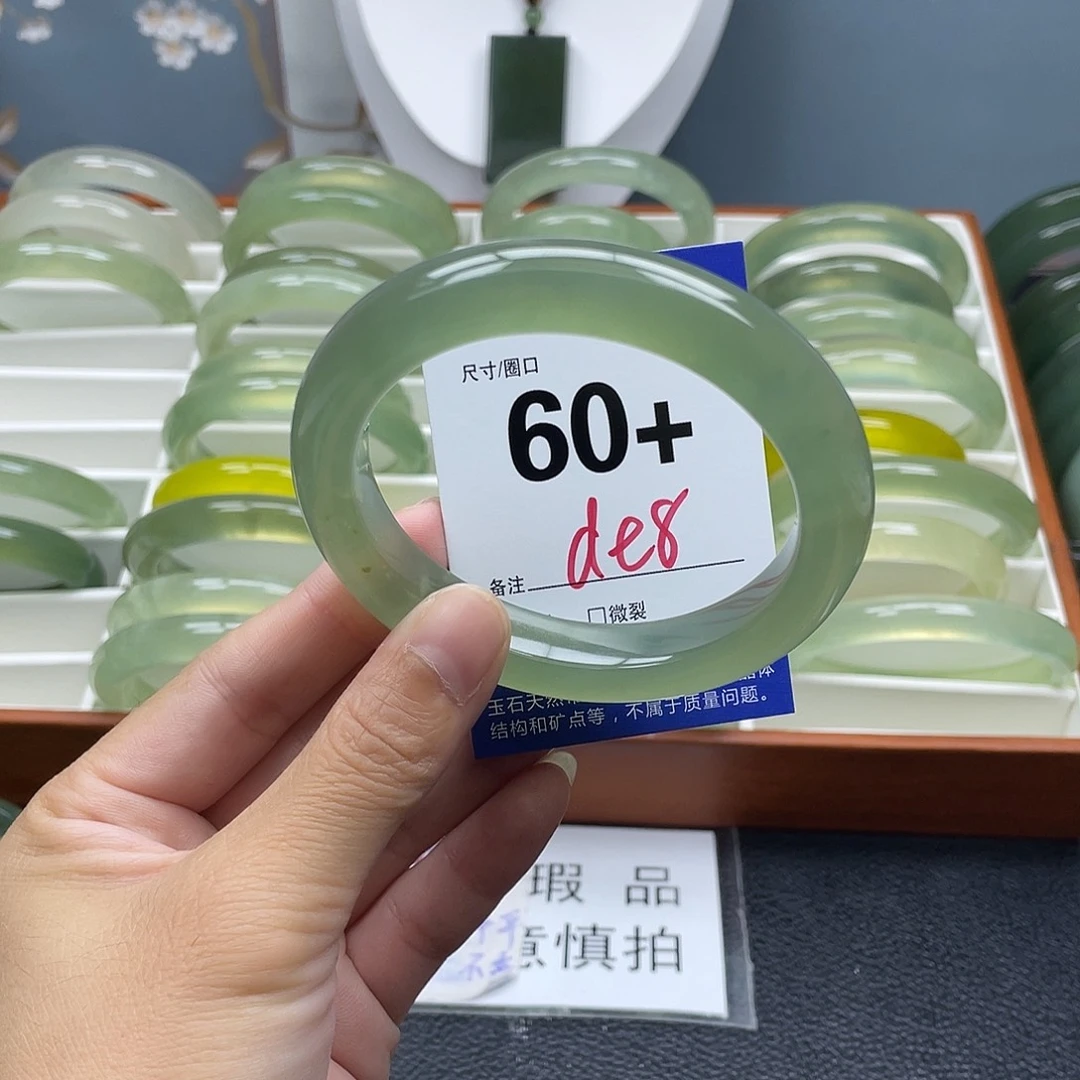 尺寸/圈口
60+
de8
备注
□微裂
玉石天然
结构和矿点等，不属于质量问题。
瑕 品
意慎拍